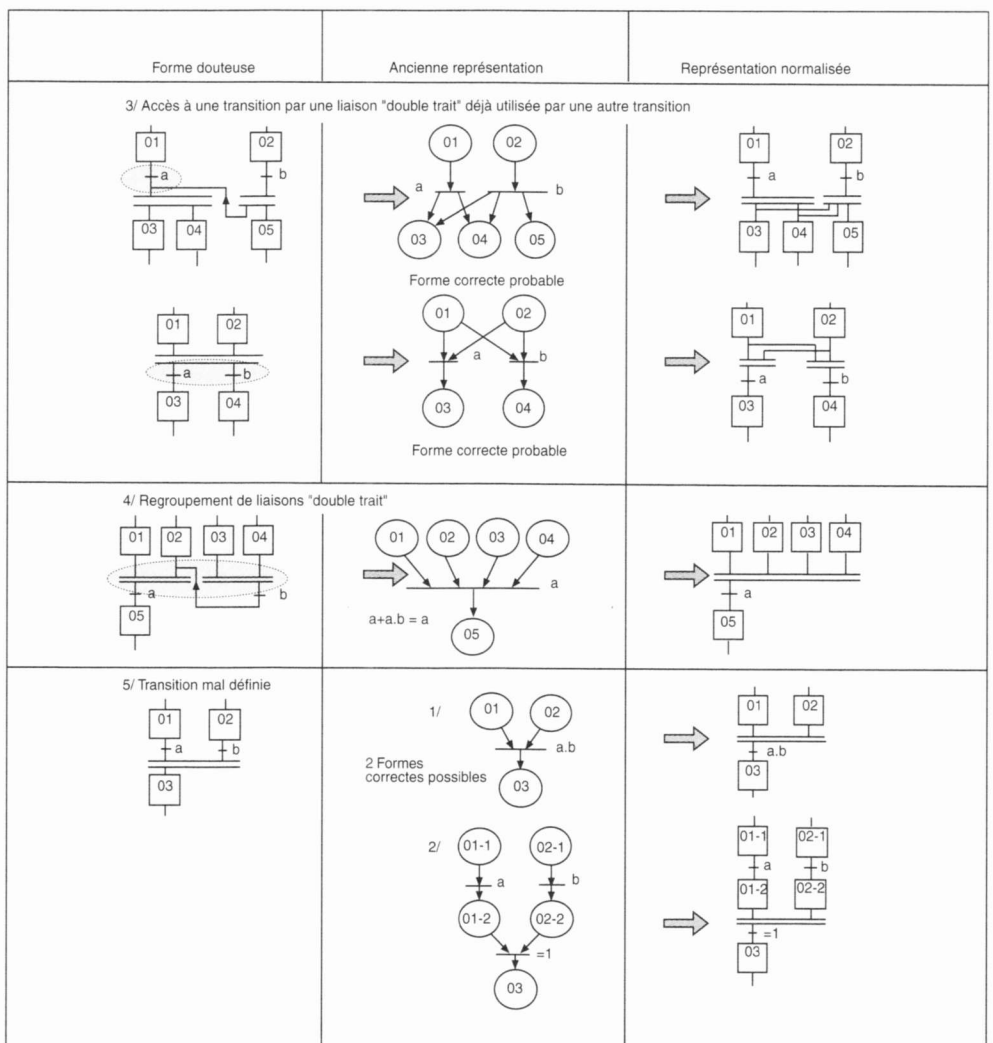 Forme douteuse
Ancienne représentation
Représentation normalisée
3/ Accès à une transition par une liaison "double trait" déjà utilisée par une autre transition
01 02
a b
03 04 05
01 02
a b
03 04 05
Forme correcte probable
01 02
a b
03 04 05
01 02
a b
03 04
01 02
a b
03 04
Forme correcte probable
01 02
a b
03 04
4/ Regroupement de liaisons "double trait"
01 02 03 04
a b
05
01 02 03 04
a
a+a.b = a
05
01 02 03 04
a
05
5/ Transition mal définie
01 02
a b
03
1/ 01 02
a.b
2 Formes
correctes possibles
03
01 02
a.b
03
2/ 01-1 02-1
a b
01-2 02-2
=1
03
01-1 02-1
a b
01-2 02-2
=1
03